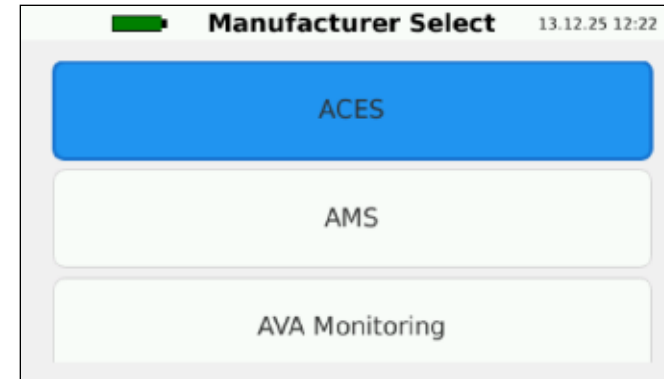 Manufacturer Select 13.12.25 12:22
ACES
AMS
AVA Monitoring